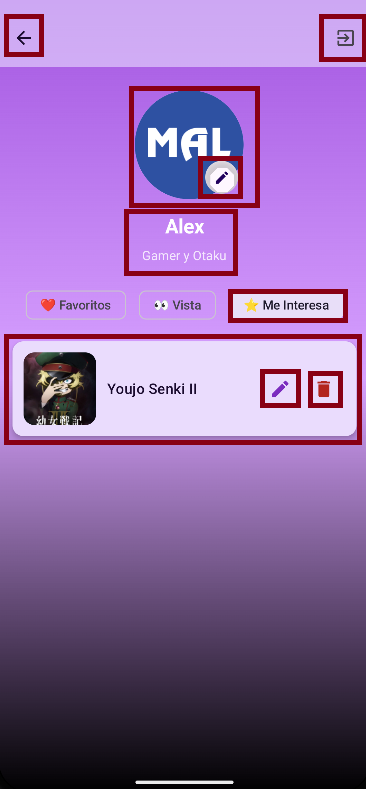 MAL
Alex
Gamer y Otaku
❤️ Favoritos
👀 Vista
⭐ Me Interesa
Youjo Senki II
幼女戦記